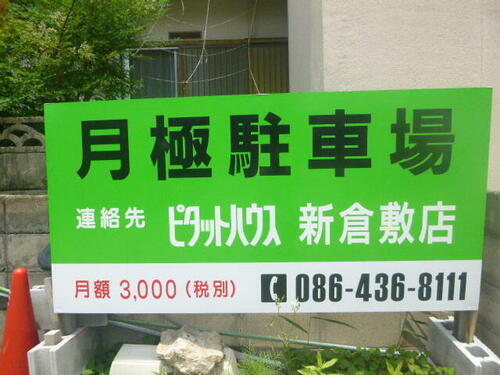 月極駐車場
連絡先 ピタットハウス 新倉敷店
月額 3,000(税別) 086-436-8111